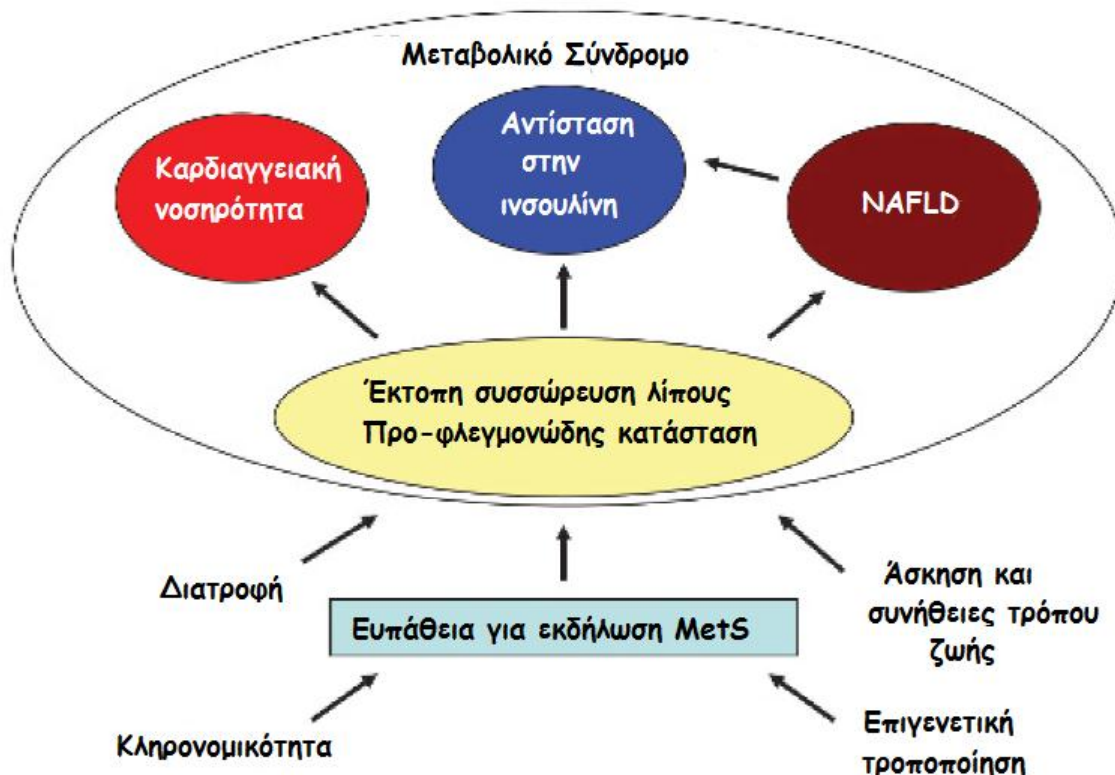 Μεταβολικό Σύνδρομο
Καρδιαγγειακή
νοσηρότητα
Αντίσταση
στην
ινσουλίνη
NAFLD
Έκτοπη συσσώρευση λίπους
Προ-φλεγμονώδης κατάσταση
Διατροφή
Άσκηση και
συνήθειες τρόπου
ζωής
Ευπάθεια για εκδήλωση MetS
Κληρονομικότητα
Επιγενετική
τροποποίηση